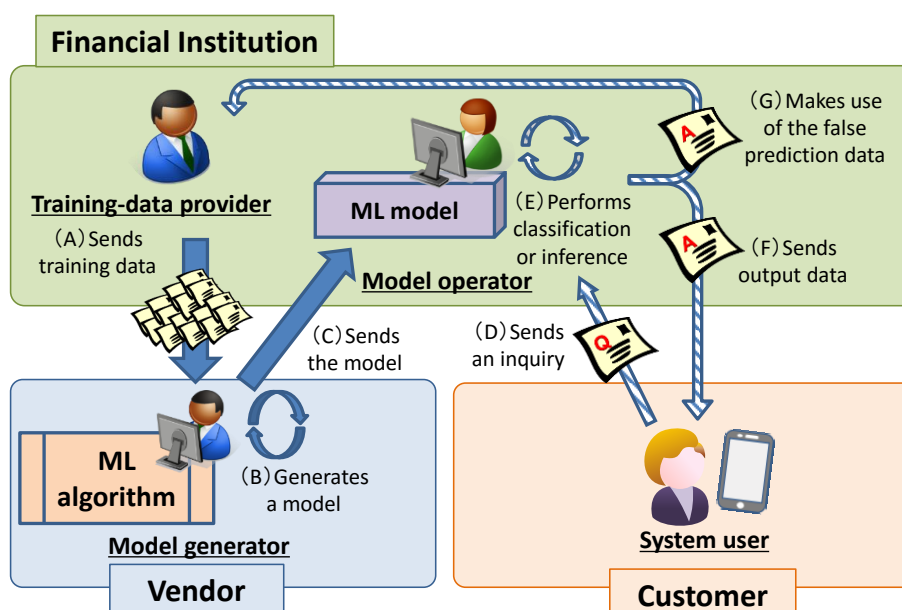 Financial Institution
(G)Makes use
of the false
prediction data
A
Training-data provider
ML model
(E)Performs
classification
or inference
(A)Sends
training data
A
(F)Sends
output data
Model operator
(C)Sends
the model
(D)Sends
an inquiry
Q
ML
algorithm
(B)Generates
a model
Model generator
System user
Vendor
Customer